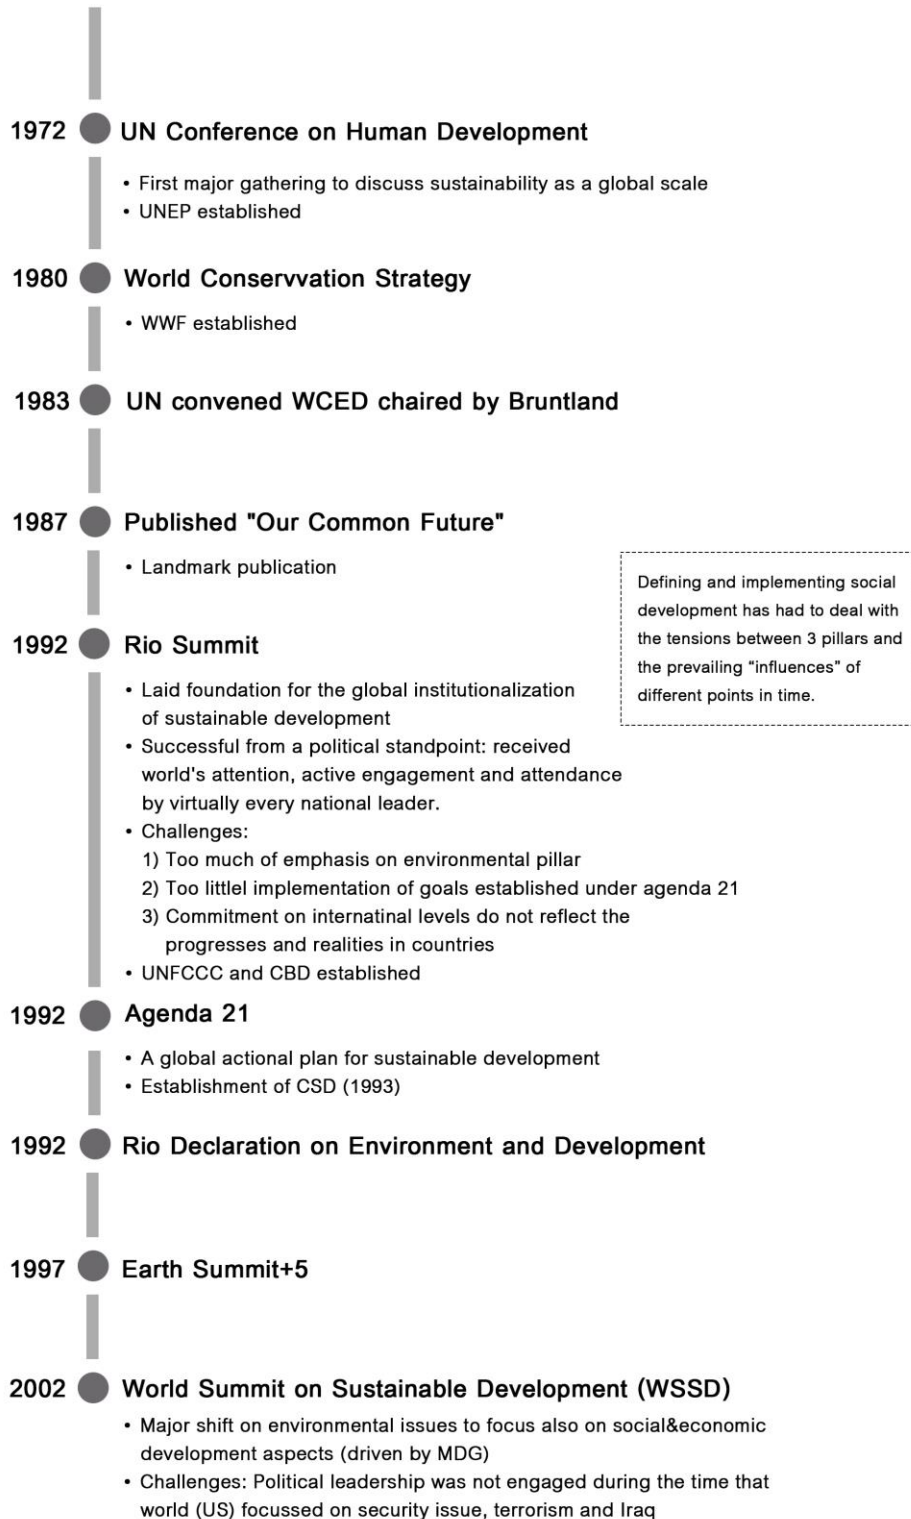 1972 UN Conference on Human Development
• First major gathering to discuss sustainability as a global scale
• UNEP established
1980 World Conservvation Strategy
• WWF established
1983 UN convened WCED chaired by Bruntland
1987 Published "Our Common Future"
• Landmark publication
Defining and implementing social
development has had to deal with
the tensions between 3 pillars and
the prevailing “influences” of
different points in time.
1992 Rio Summit
• Laid foundation for the global institutionalization
of sustainable development
• Successful from a political standpoint: received
world's attention, active engagement and attendance
by virtually every national leader.
• Challenges:
1) Too much of emphasis on environmental pillar
2) Too littlel implementation of goals established under agenda 21
3) Commitment on internatinal levels do not reflect the
progresses and realities in countries
• UNFCCC and CBD established
1992 Agenda 21
• A global actional plan for sustainable development
• Establishment of CSD (1993)
1992 Rio Declaration on Environment and Development
1997 Earth Summit+5
2002 World Summit on Sustainable Development (WSSD)
• Major shift on environmental issues to focus also on social&economic
development aspects (driven by MDG)
• Challenges: Political leadership was not engaged during the time that
world (US) focussed on security issue, terrorism and Iraq